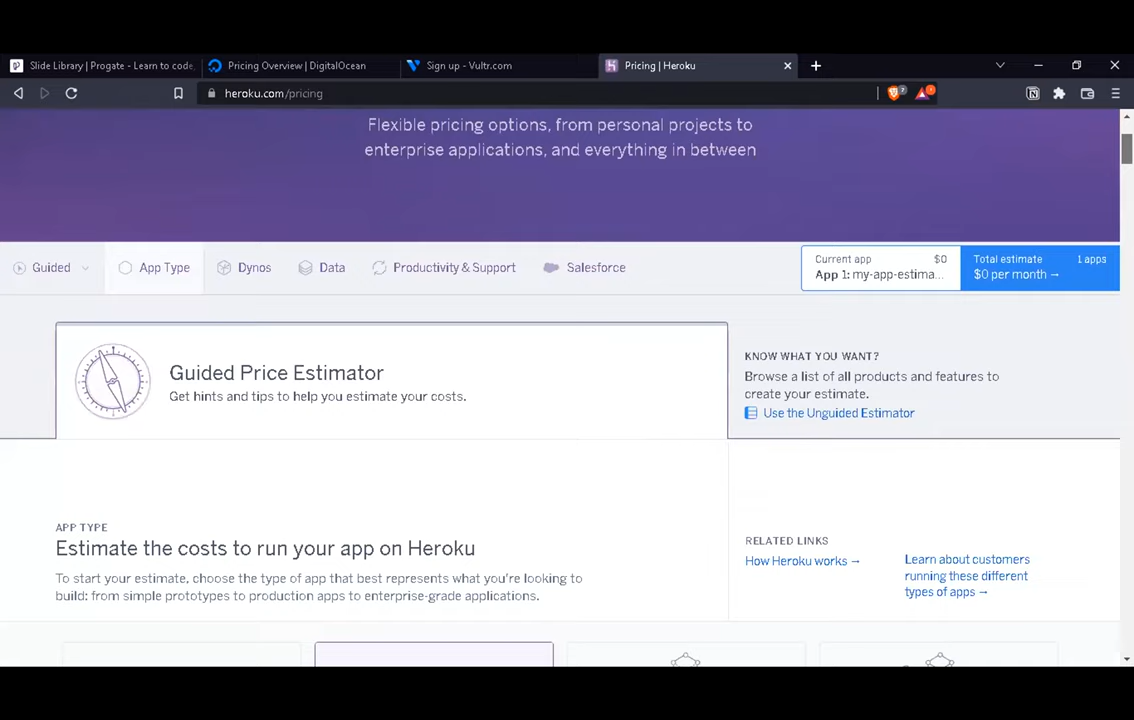 Slide Library | Progate - Learn to code
Pricing Overview | DigitalOcean
Sign up - Vultr.com
Pricing | Heroku
heroku.com/pricing
Flexible pricing options, from personal projects to
enterprise applications, and everything in between
Guided
App Type
Dynos
Data
Productivity & Support
Salesforce
Current app $0
App 1: my-app-estima...
Total estimate 1 apps
$0 per month →
Guided Price Estimator
Get hints and tips to help you estimate your costs.
KNOW WHAT YOU WANT?
Browse a list of all products and features to
create your estimate.
Use the Unguided Estimator
APP TYPE
Estimate the costs to run your app on Heroku
To start your estimate, choose the type of app that best represents what you're looking to
build: from simple prototypes to production apps to enterprise-grade applications.
RELATED LINKS
How Heroku works →
Learn about customers
running these different
types of apps →